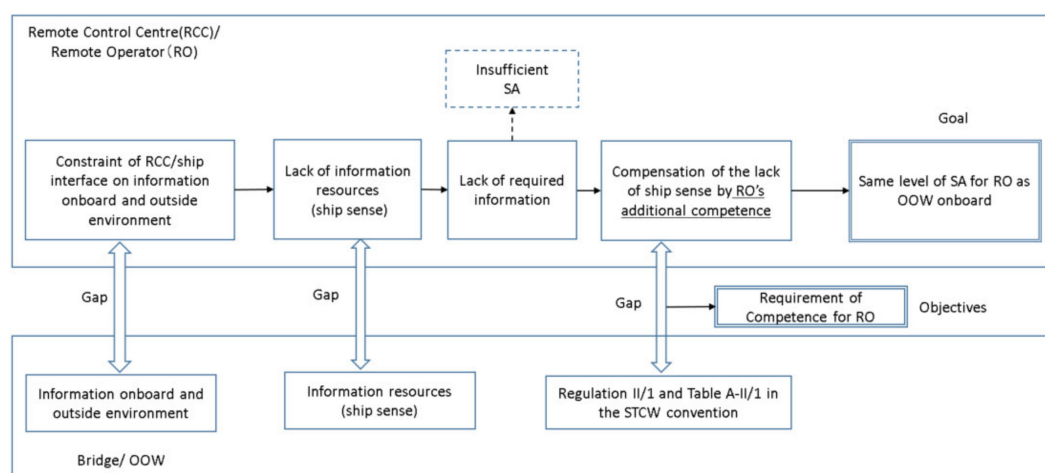 Remote Control Centre(RCC)/
Remote Operator（RO）
Insufficient
SA
Goal
Constraint of RCC/ship
interface on information
onboard and outside
environment
Lack of information
resources
(ship sense)
Lack of required
information
Compensation of the lack
of ship sense by RO's
additional competence
Same level of SA for RO as
OOW onboard
Gap
Gap
Gap
Requirement of
Competence for RO
Objectives
Information onboard and
outside environment
Information resources
(ship sense)
Regulation II/1 and Table A-II/1 in
the STCW convention
Bridge/ OOW